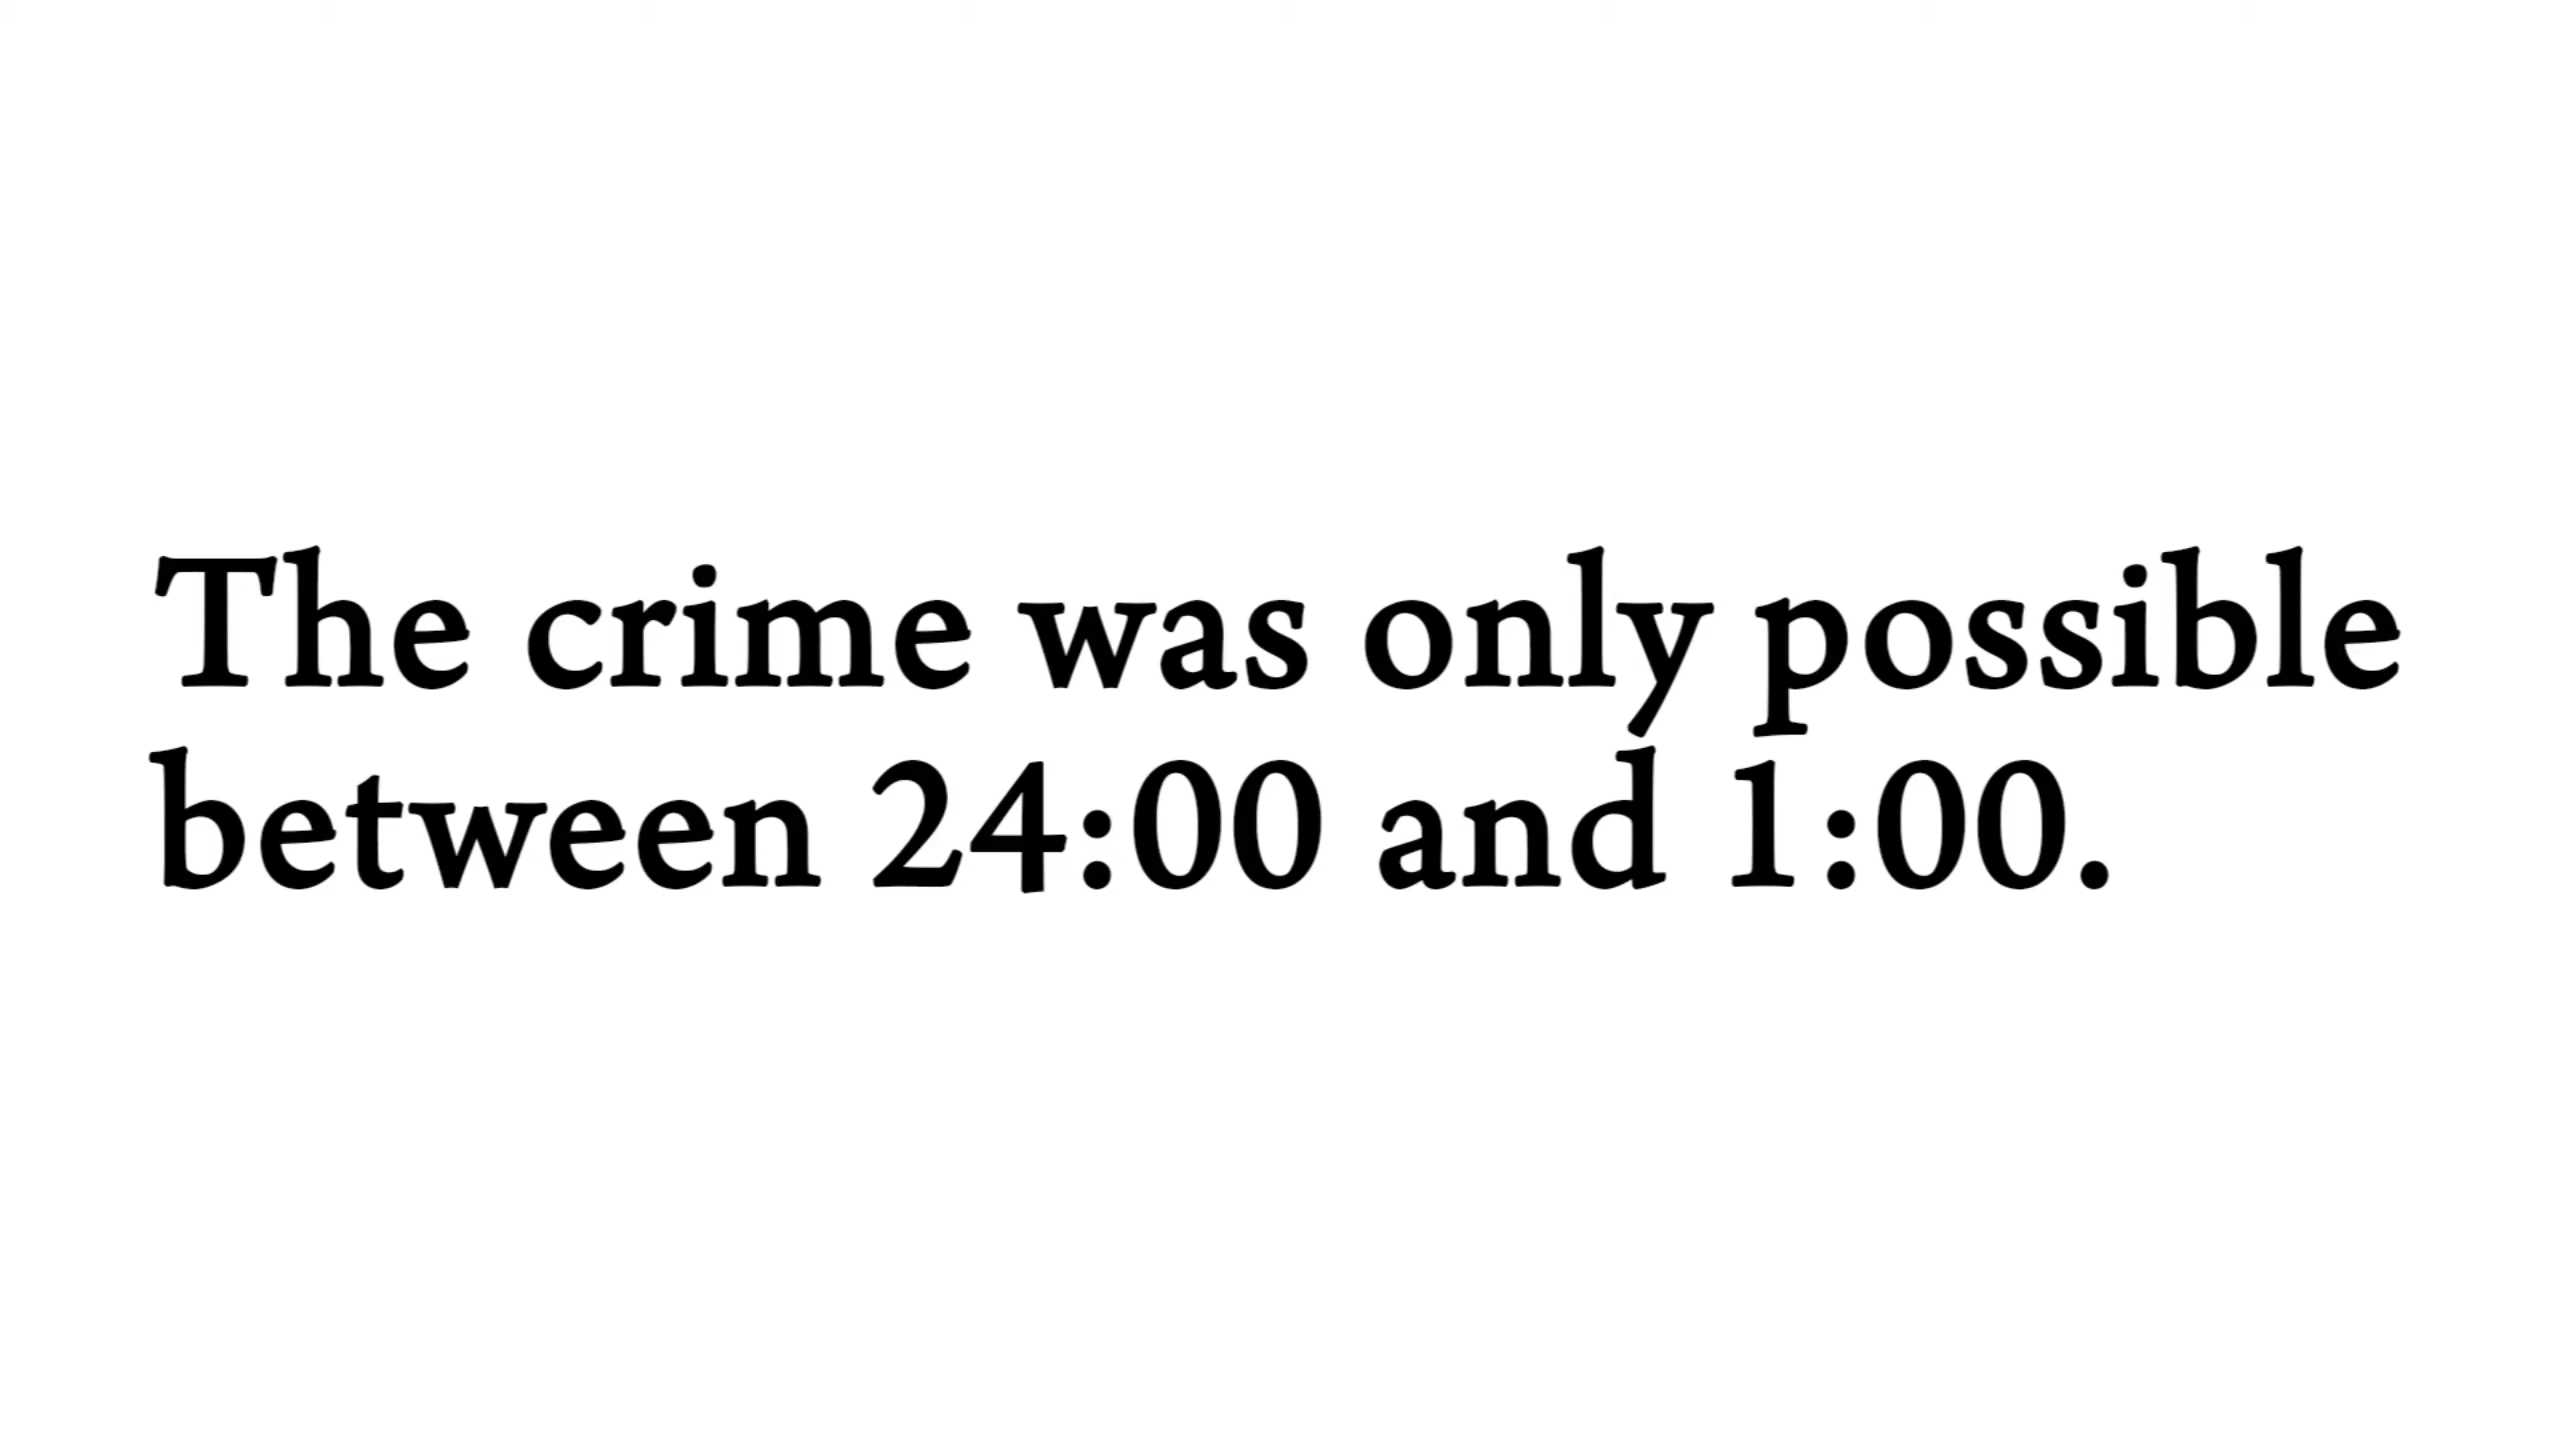 The crime was only possible
between 24:00 and 1:00.